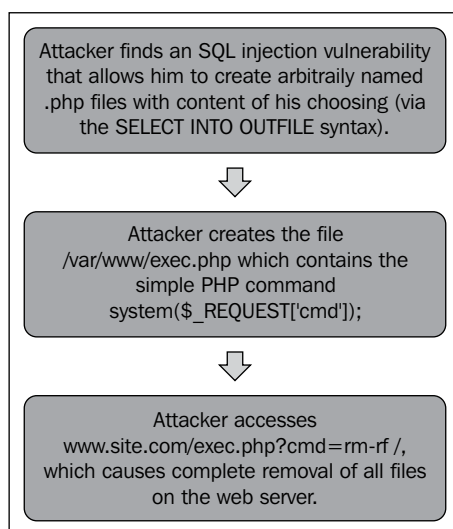 Attacker finds an SQL injection vulnerability
that allows him to create arbitraily named
.php files with content of his choosing (via
the SELECT INTO OUTFILE syntax).
Attacker creates the file
/var/www/exec.php which contains the
simple PHP command
system($_REQUEST['cmd']);
Attacker accesses
www.site.com/exec.php?cmd=rm-rf /,
which causes complete removal of all files
on the web server.